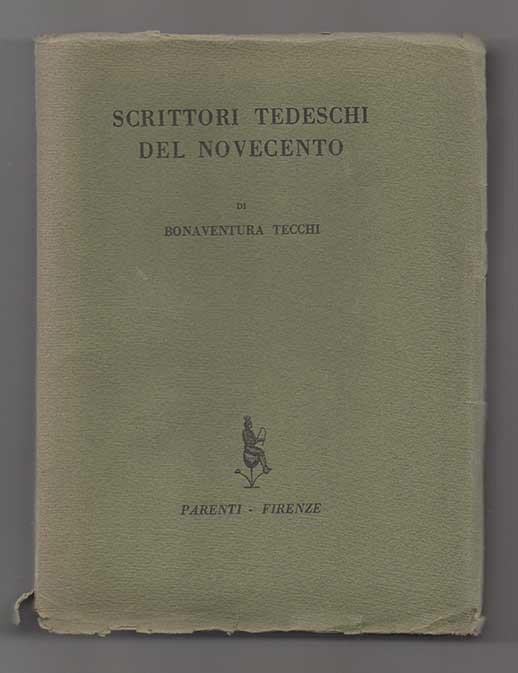 SCRITTORI TEDESCHI
DEL NOVECENTO
DI
BONAVENTURA TECCHI
PARENTI - FIRENZE